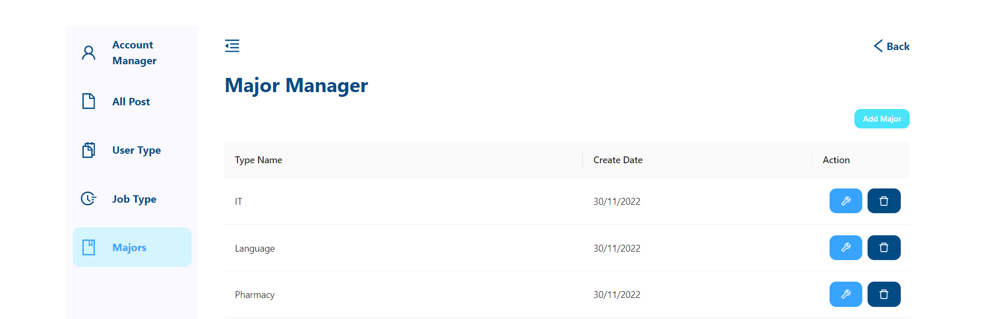 Account
Manager
All Post
User Type
Job Type
Majors
Back
Major Manager
Add Major
Type Name Create Date Action
IT 30/11/2022
Language 30/11/2022
Pharmacy 30/11/2022